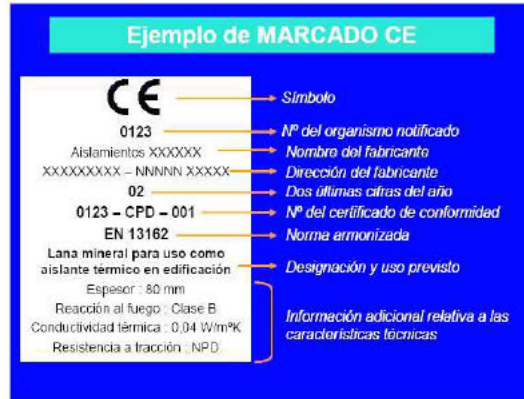 Ejemplo de MARCADO CE
CE
Símbolo
0123
Nº del organismo notificado
Aislamientos XXXXXX
Nombre del fabricante
XXXXXXXXX – NNNNN XXXXX
Dirección del fabricante
02
Dos últimas cifras del año
0123 – CPD – 001
Nº del certificado de conformidad
EN 13162
Norma armonizada
Lana mineral para uso como
aislante térmico en edificación
Designación y uso previsto
Espesor : 80 mm
Reacción al fuego : Clase B
Conductividad térmica : 0,04 W/mºK
Resistencia a tracción : NPD
Información adicional relativa a las
características técnicas